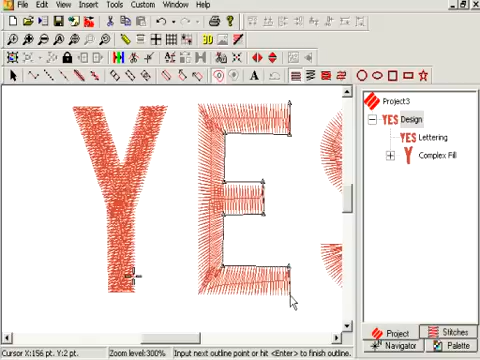 File Edit View Insert Tools Custom Window Help
3D
A
YES
Project3
YES Design
YES Lettering
Y Complex Fill
Project
Stitches
Navigator
Palette
Cursor X:156 pt, Y:2 pt.
Zoom level:300%
Input next outline point or hit <Enter> to finish outline.